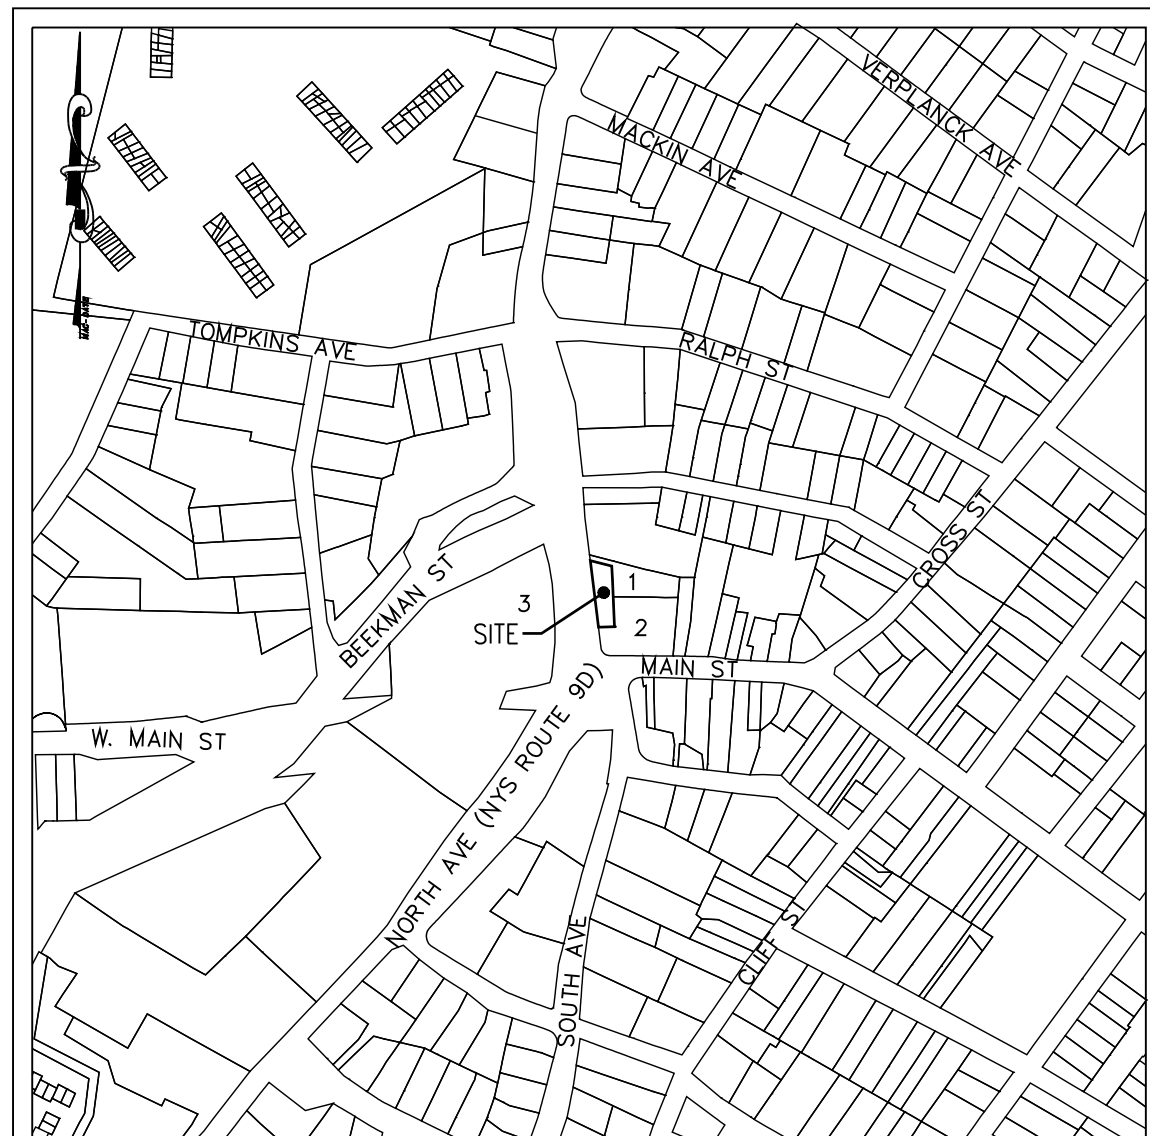 VERPLANCK AVE
MACKIN AVE
TOMPKINS AVE
RALPH ST
CROSS ST
BEEKMAN ST
1
3
2
SITE
MAIN ST
W. MAIN ST
NORTH AVE (NYS ROUTE 9D)
SOUTH AVE
CLIFF ST